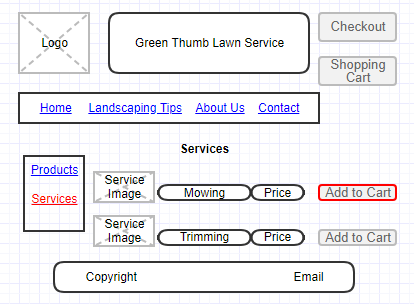 Logo
Green Thumb Lawn Service
Checkout
Shopping
Cart
Home Landscaping Tips About Us Contact
Services
Products
Services
Service
Image
Mowing
Price
Add to Cart
Service
Image
Trimming
Price
Add to Cart
Copyright
Email